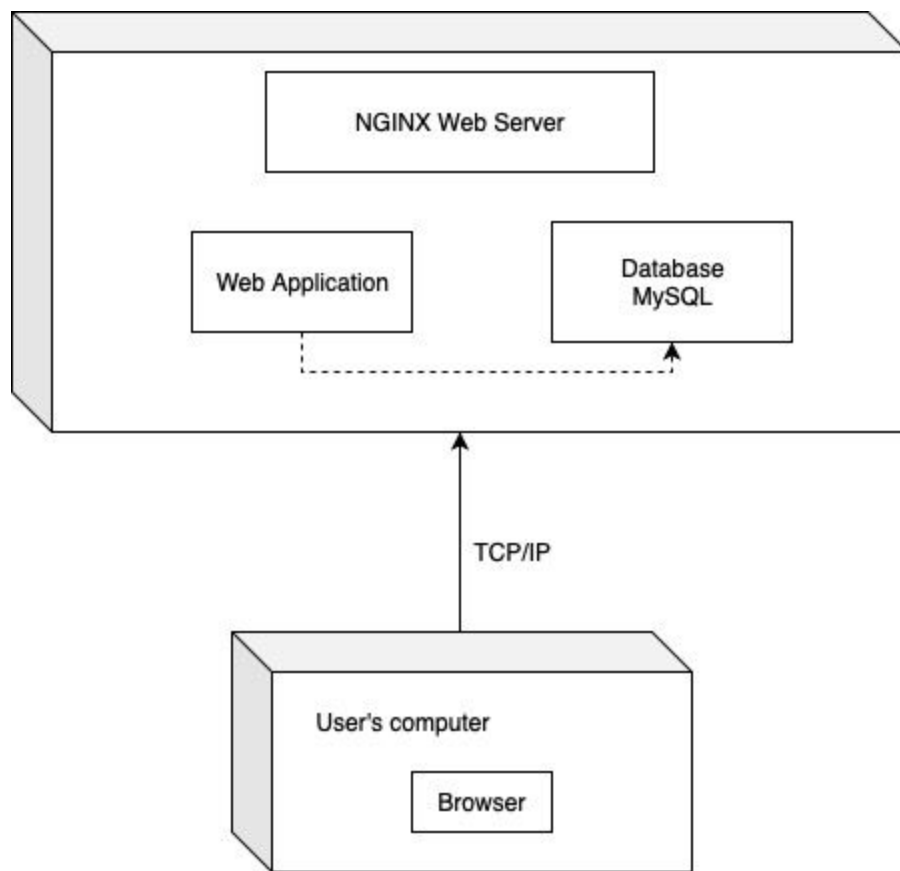 NGINX Web Server
Web Application
Database
MySQL
TCP/IP
User's computer
Browser